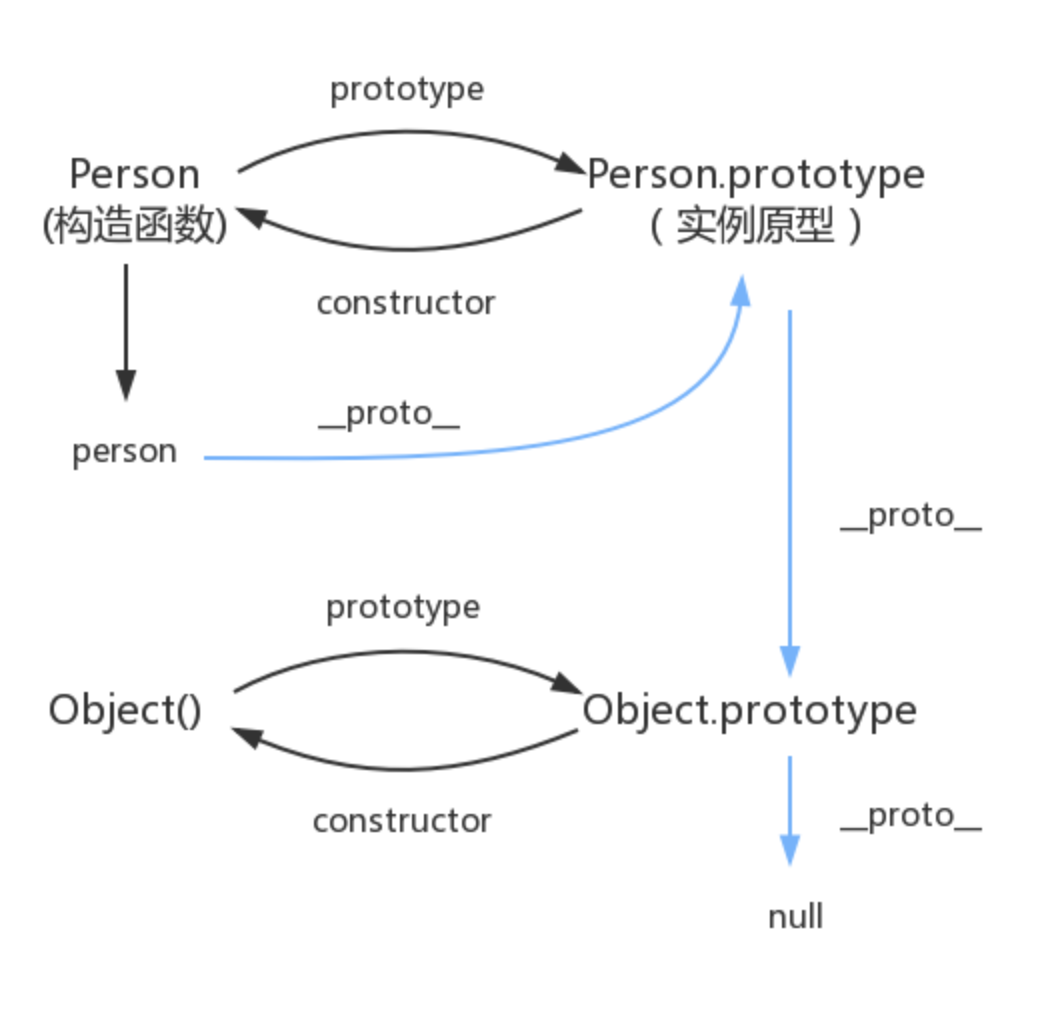 prototype
Person
Person.prototype
(构造函数)
( 实例原型 )
constructor
__proto__
person
__proto__
prototype
Object()
Object.prototype
constructor
__proto__
null